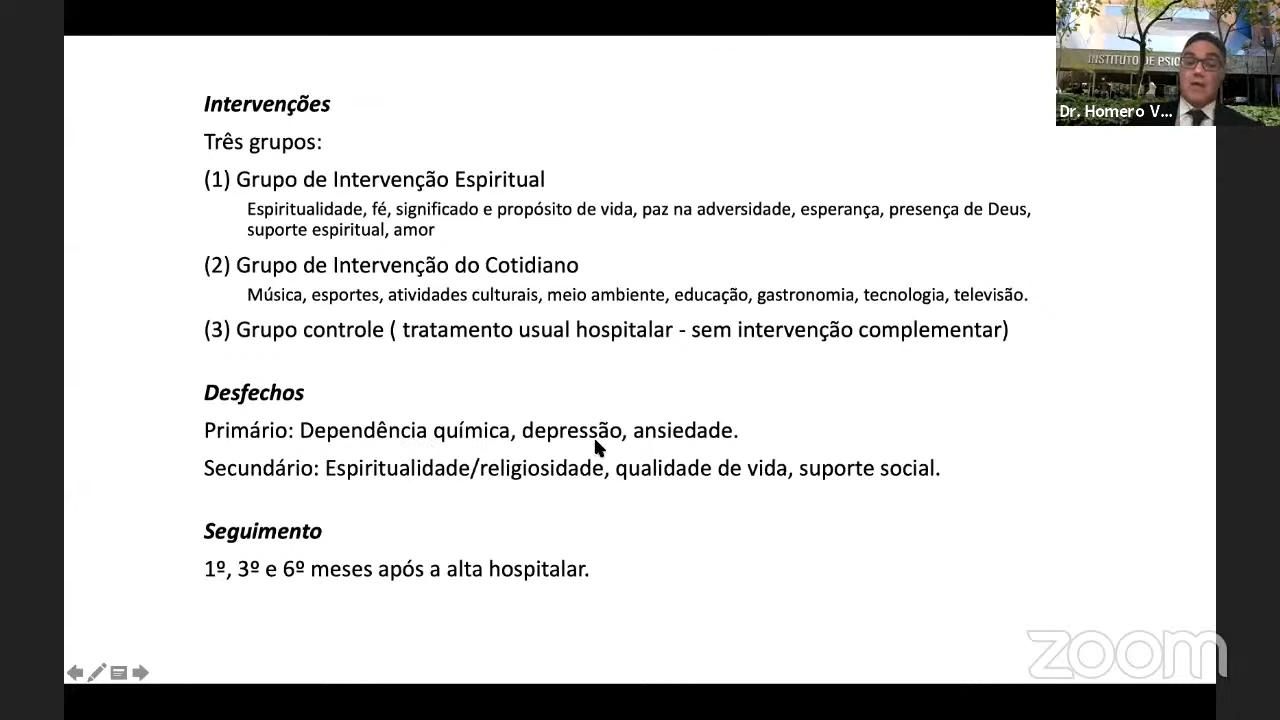 INSTITUTO DE PSIQ
Dr. Homero V...
Intervenções
Três grupos:
(1) Grupo de Intervenção Espiritual
Espiritualidade, fé, significado e propósito de vida, paz na adversidade, esperança, presença de Deus,
suporte espiritual, amor
(2) Grupo de Intervenção do Cotidiano
Música, esportes, atividades culturais, meio ambiente, educação, gastronomia, tecnologia, televisão.
(3) Grupo controle ( tratamento usual hospitalar - sem intervenção complementar)
Desfechos
Primário: Dependência química, depressão, ansiedade.
Secundário: Espiritualidade/religiosidade, qualidade de vida, suporte social.
Seguimento
1º, 3º e 6º meses após a alta hospitalar.
zoom